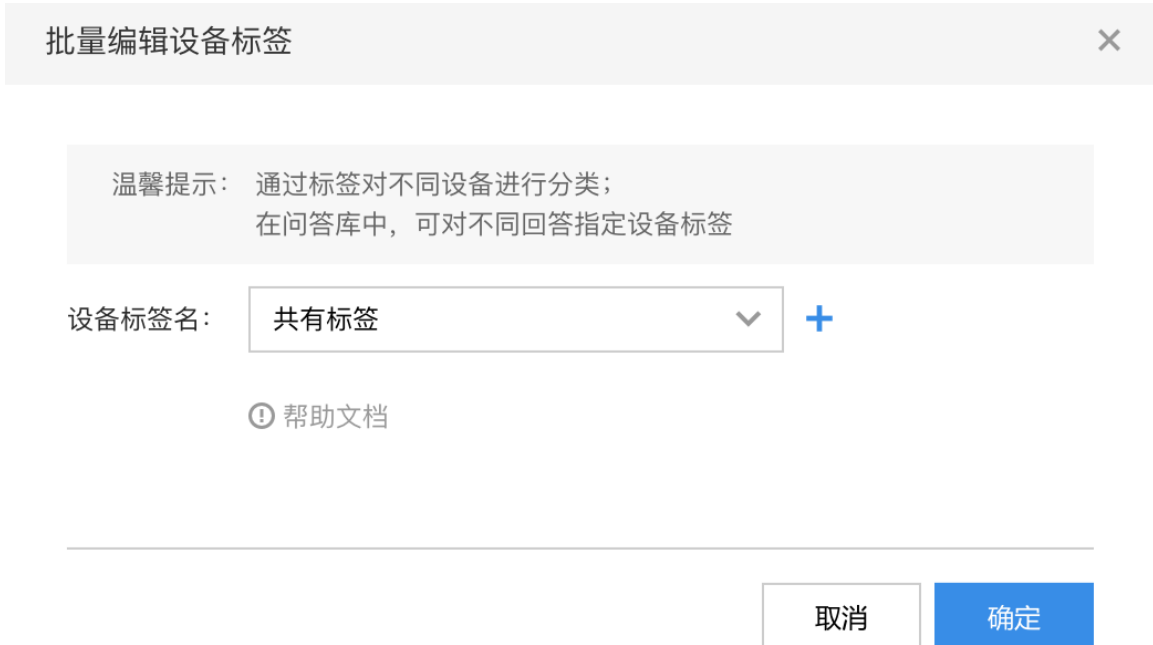 批量编辑设备标签
温馨提示： 通过标签对不同设备进行分类；
在问答库中，可对不同回答指定设备标签
设备标签名： 共有标签
帮助文档
取消 确定